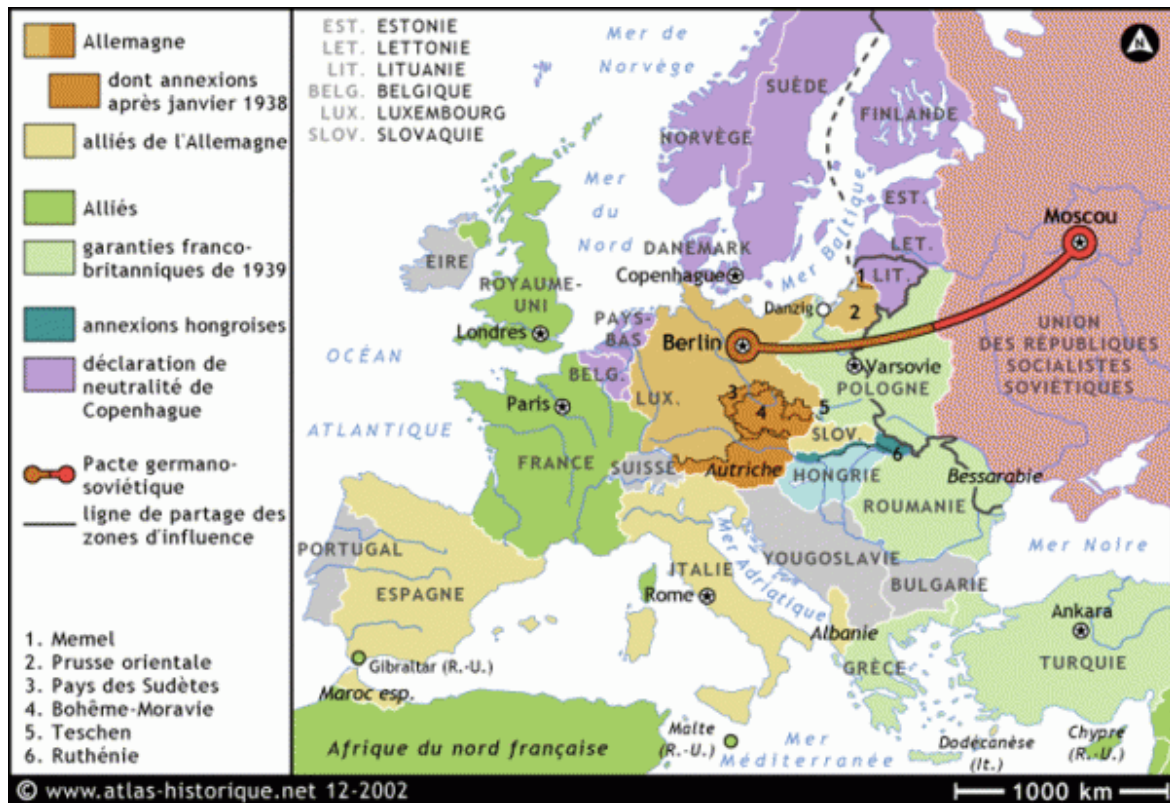 Allemagne
dont annexions
après janvier 1938
alliés de l'Allemagne
Alliés
garanties franco-
britanniques de 1939
annexions hongroises
déclaration de
neutralité de
Copenhague
Pacte germano-
soviétique
ligne de partage des
zones d'influence
1. Memel
2. Prusse orientale
3. Pays des Sudètes
4. Bohême-Moravie
5. Teschen
6. Ruthénie
EST. ESTONIE
LET. LETTONIE
LIT. LITUANIE
BELG. BELGIQUE
LUX. LUXEMBOURG
SLOV. SLOVAQUIE
Mer de
Norvège
N
SUÈDE
FINLANDE
NORVÈGE
Mer
du
Nord
Mer Baltique
EST.
LET.
LIT.
Moscou
DANEMARK
Copenhague
EIRE
ROYAUME-
UNI
Londres
PAYS-
BAS
BELG.
LUX.
Berlin
Danzig
1
2
Varsovie
POLOGNE
UNION
DES RÉPUBLIQUES
SOCIALISTES
SOVIÉTIQUES
OCÉAN
ATLANTIQUE
Paris
FRANCE
3
4
5
SLOV.
6
SUISSE
Autriche
HONGRIE
Bessarabie
ROUMANIE
PORTUGAL
ESPAGNE
ITALIE
Rome
Mer Adriatique
YOUGOSLAVIE
BULGARIE
Mer Noire
Albanie
GRÈCE
Ankara
TURQUIE
Gibraltar (R.-U.)
Maroc esp.
Afrique du nord française
Malte
(R.-U.)
Mer
Méditerranée
Dodécanèse
(It.)
Chypre
(R.-U.)
© www.atlas-historique.net 12-2002
1000 km